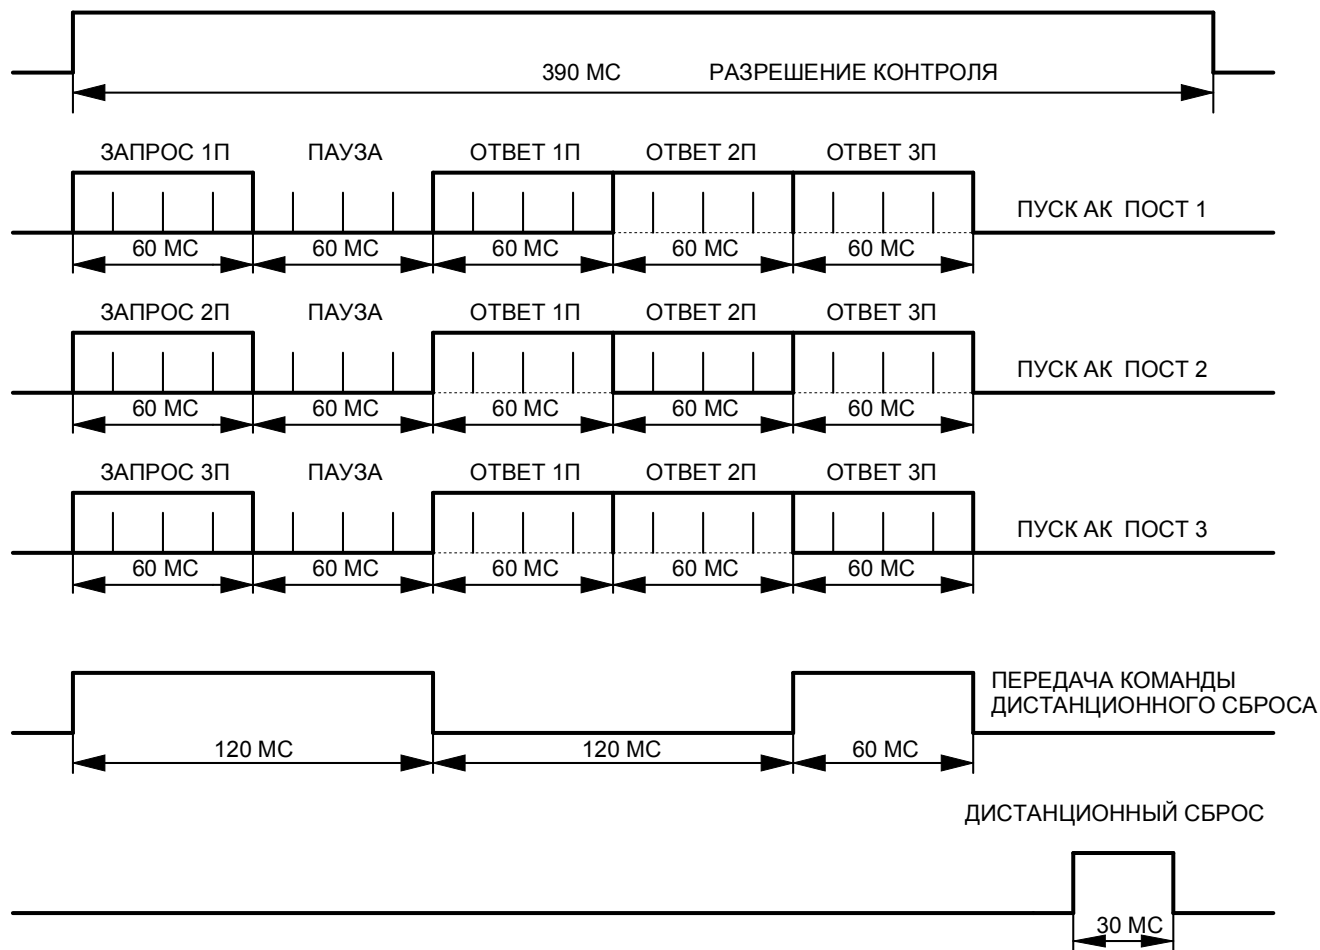 390 МС РАЗРЕШЕНИЕ КОНТРОЛЯ
ЗАПРОС 1П ПАУЗА ОТВЕТ 1П ОТВЕТ 2П ОТВЕТ 3П
ПУСК АК ПОСТ 1
60 МС 60 МС 60 МС 60 МС 60 МС
ЗАПРОС 2П ПАУЗА ОТВЕТ 1П ОТВЕТ 2П ОТВЕТ 3П
ПУСК АК ПОСТ 2
60 МС 60 МС 60 МС 60 МС 60 МС
ЗАПРОС 3П ПАУЗА ОТВЕТ 1П ОТВЕТ 2П ОТВЕТ 3П
ПУСК АК ПОСТ 3
60 МС 60 МС 60 МС 60 МС 60 МС
ПЕРЕДАЧА КОМАНДЫ
ДИСТАНЦИОННОГО СБРОСА
120 МС 120 МС 60 МС
ДИСТАНЦИОННЫЙ СБРОС
30 МС